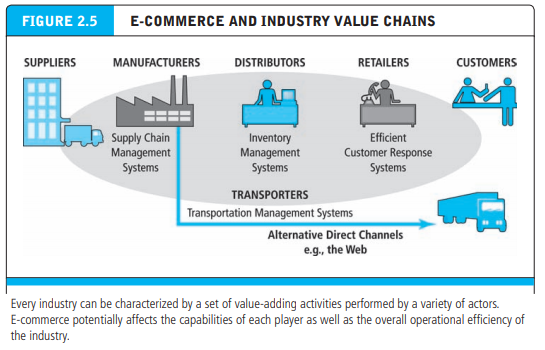 FIGURE 2.5
E-COMMERCE AND INDUSTRY VALUE CHAINS
SUPPLIERS
MANUFACTURERS
DISTRIBUTORS
RETAILERS
CUSTOMERS
Supply Chain
Management
Systems
Inventory
Management
Systems
Efficient
Customer Response
Systems
TRANSPORTERS
Transportation Management Systems
Alternative Direct Channels
e.g., the Web
Every industry can be characterized by a set of value-adding activities performed by a variety of actors.
E-commerce potentially affects the capabilities of each player as well as the overall operational efficiency of
the industry.